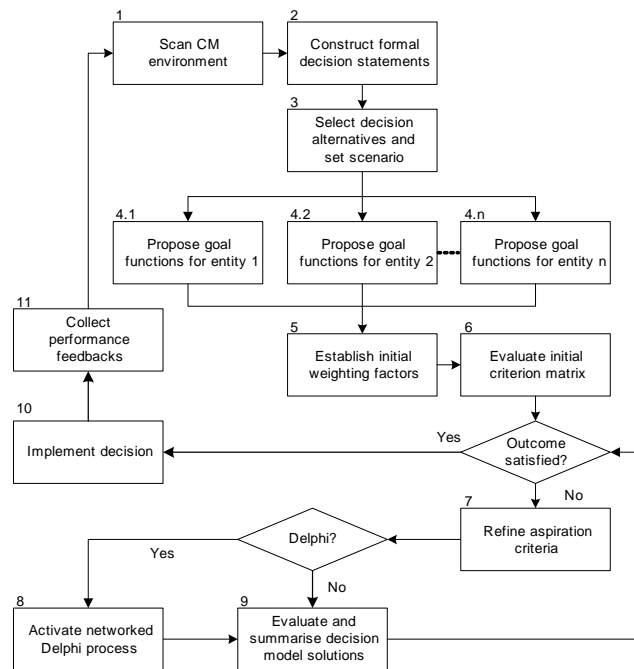 1
Scan CM
environment
2
Construct formal
decision statements
3
Select decision
alternatives and
set scenario
4.1
Propose goal
functions for entity 1
4.2
Propose goal
functions for entity 2
4.n
Propose goal
functions for entity n
5
Establish initial
weighting factors
6
Evaluate initial
criterion matrix
11
Collect
performance
feedbacks
10
Implement decision
Yes
Outcome
satisfied?
No
7
Refine aspiration
criteria
Delphi?
Yes
No
8
Activate networked
Delphi process
9
Evaluate and
summarise decision
model solutions